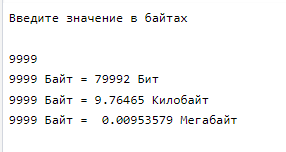 Введите значение в байтах
9999
9999 Байт = 79992 Бит
9999 Байт = 9.76465 Килобайт
9999 Байт =  0.00953579 Мегабайт